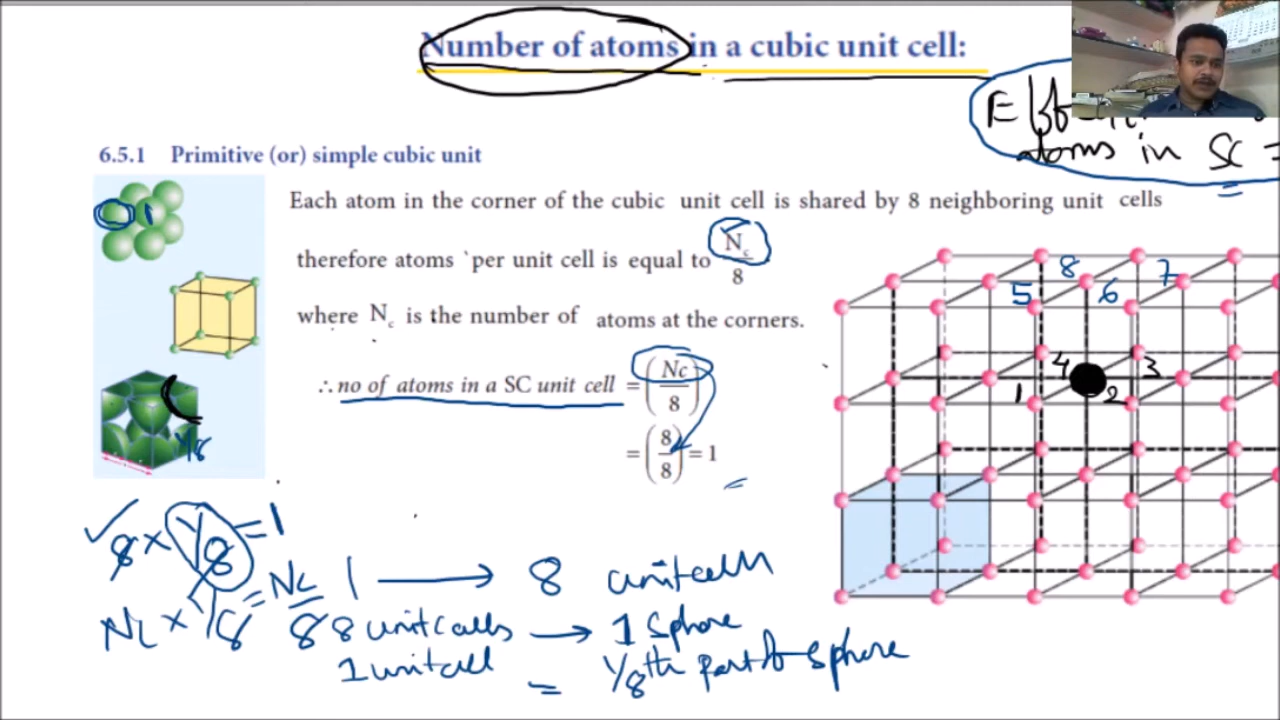 Number of atoms in a cubic unit cell:
atoms in SC =
6.5.1 Primitive (or) simple cubic unit
Each atom in the corner of the cubic unit cell is shared by 8 neighboring unit cells
therefore atoms per unit cell is equal to Nc/8
where Nc is the number of atoms at the corners.
∴ no of atoms in a SC unit cell = (Nc/8)
= (8/8) = 1
1
1/8
8 7
5 6
4 3
1 2
8 × 1/8 = 1
Nc × 1/8 = Nc/8
1 → 8 unitcells
8 unitcalls → 1 Sphore
1 unitcell = 1/8th part of sphore